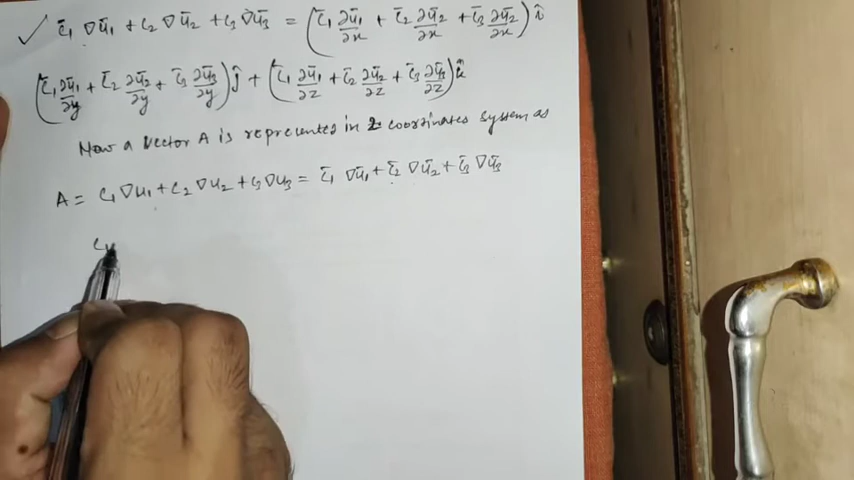 ✓ c̄₁ ∇ū₁ + c₂ ∇ū₂ + c₃ ∇ū₃ = (c̄₁ ∂ū₁/∂x + c̄₂ ∂ū₂/∂x + c̄₃ ∂ū₂/∂x) î
(c̄₁ ∂ū₁/∂y + c̄₂ ∂ū₂/∂y + c̄₃ ∂ū₃/∂y) ĵ + (c̄₁ ∂ū₁/∂z + c̄₂ ∂ū₂/∂z + c̄₃ ∂ū₃/∂z) k̂
Now a vector A is represented in 2 coordinates system as
A = c₁ ∇u₁ + c₂ ∇u₂ + c₃ ∇u₃ = c̄₁ ∇ū₁ + c̄₂ ∇ū₂ + c̄₃ ∇ū₃
c₁